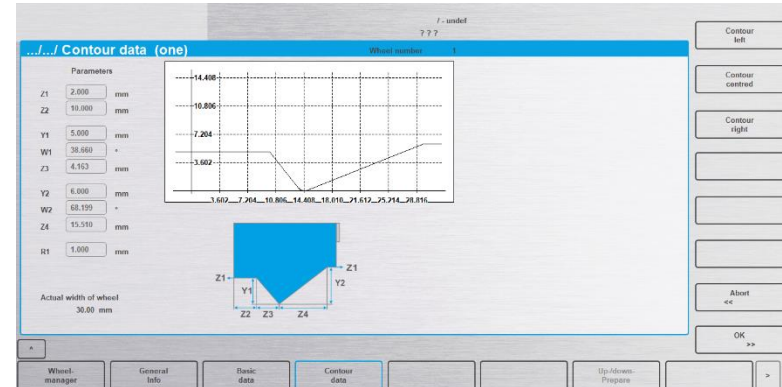 / - undef
???
.../.../ Contour data (one)
Wheel number 1
Parameters
Z1 2.000 mm
Z2 10.000 mm
Y1 5.000 mm
W1 38.660 °
Z3 4.163 mm
Y2 6.000 mm
W2 68.199 °
Z4 15.510 mm
R1 1.000 mm
Actual width of wheel
30.00 mm
14.408
10.806
7.204
3.602
3.602 7.204 10.806 14.408 18.010 21.612 25.214 28.816
Z1
Z1
Y1
Y2
Z2 Z3 Z4
Contour
left
Contour
centred
Contour
right
Abort
<<
OK
>>
^
Wheel-
manager
General
Info
Basic
data
Contour
data
Up-/down-
Prepare
>